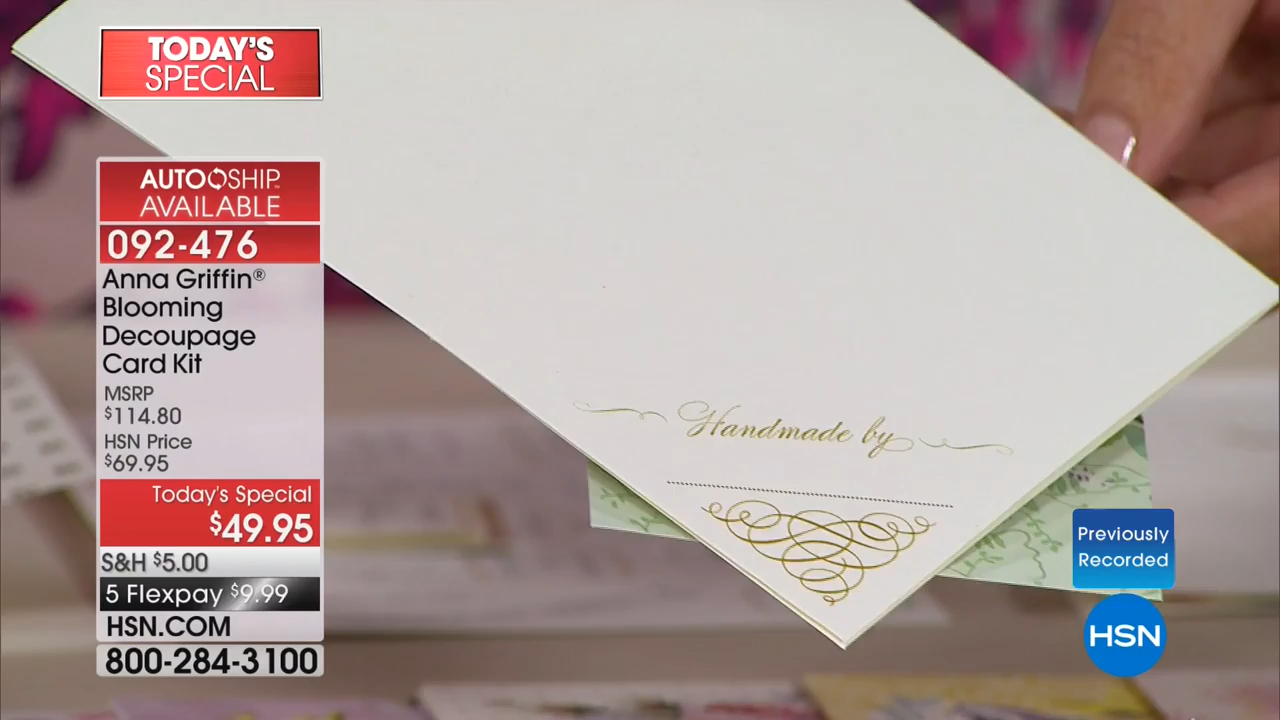 TODAY'S
SPECIAL
AUTOSHIP™
AVAILABLE
092-476
Anna Griffin®
Blooming
Decoupage
Card Kit
MSRP
$114.80
HSN Price
$69.95
Today's Special
$49.95
S&H $5.00
5 Flexpay $9.99
HSN.COM
800-284-3100
Handmade by
Previously
Recorded
HSN